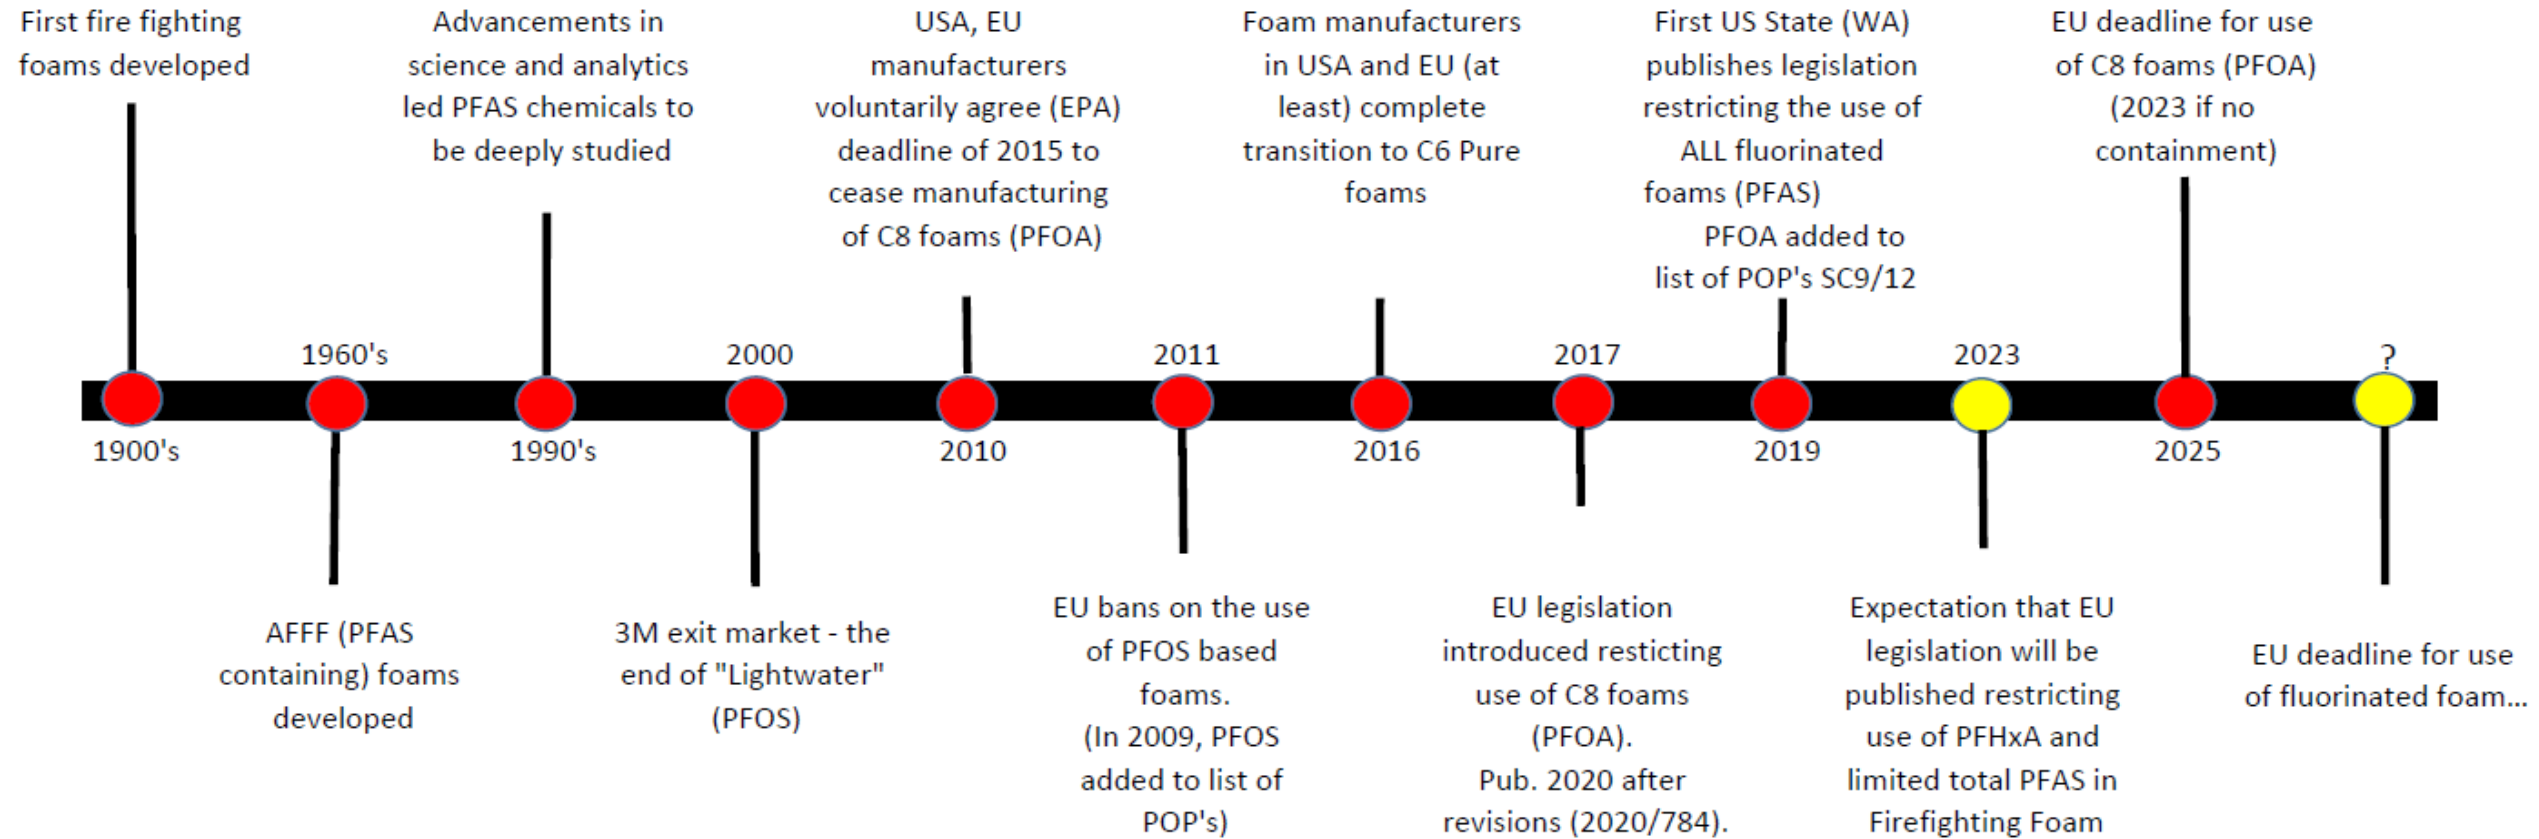 First fire fighting
foams developed
Advancements in
science and analytics
led PFAS chemicals to
be deeply studied
USA, EU
manufacturers
voluntarily agree (EPA)
deadline of 2015 to
cease manufacturing
of C8 foams (PFOA)
Foam manufacturers
in USA and EU (at
least) complete
transition to C6 Pure
foams
First US State (WA)
publishes legislation
restricting the use of
ALL fluorinated
foams (PFAS)
PFOA added to
list of POP's SC9/12
EU deadline for use
of C8 foams (PFOA)
(2023 if no
containment)
1960's
2000
2011
2017
2023
?
1900's
1990's
2010
2016
2019
2025
AFFF (PFAS
containing) foams
developed
3M exit market - the
end of "Lightwater"
(PFOS)
EU bans on the use
of PFOS based
foams.
(In 2009, PFOS
added to list of
POP's)
EU legislation
introduced resticting
use of C8 foams
(PFOA).
Pub. 2020 after
revisions (2020/784).
Expectation that EU
legislation will be
published restricting
use of PFHxA and
limited total PFAS in
Firefighting Foam
EU deadline for use
of fluorinated foam...